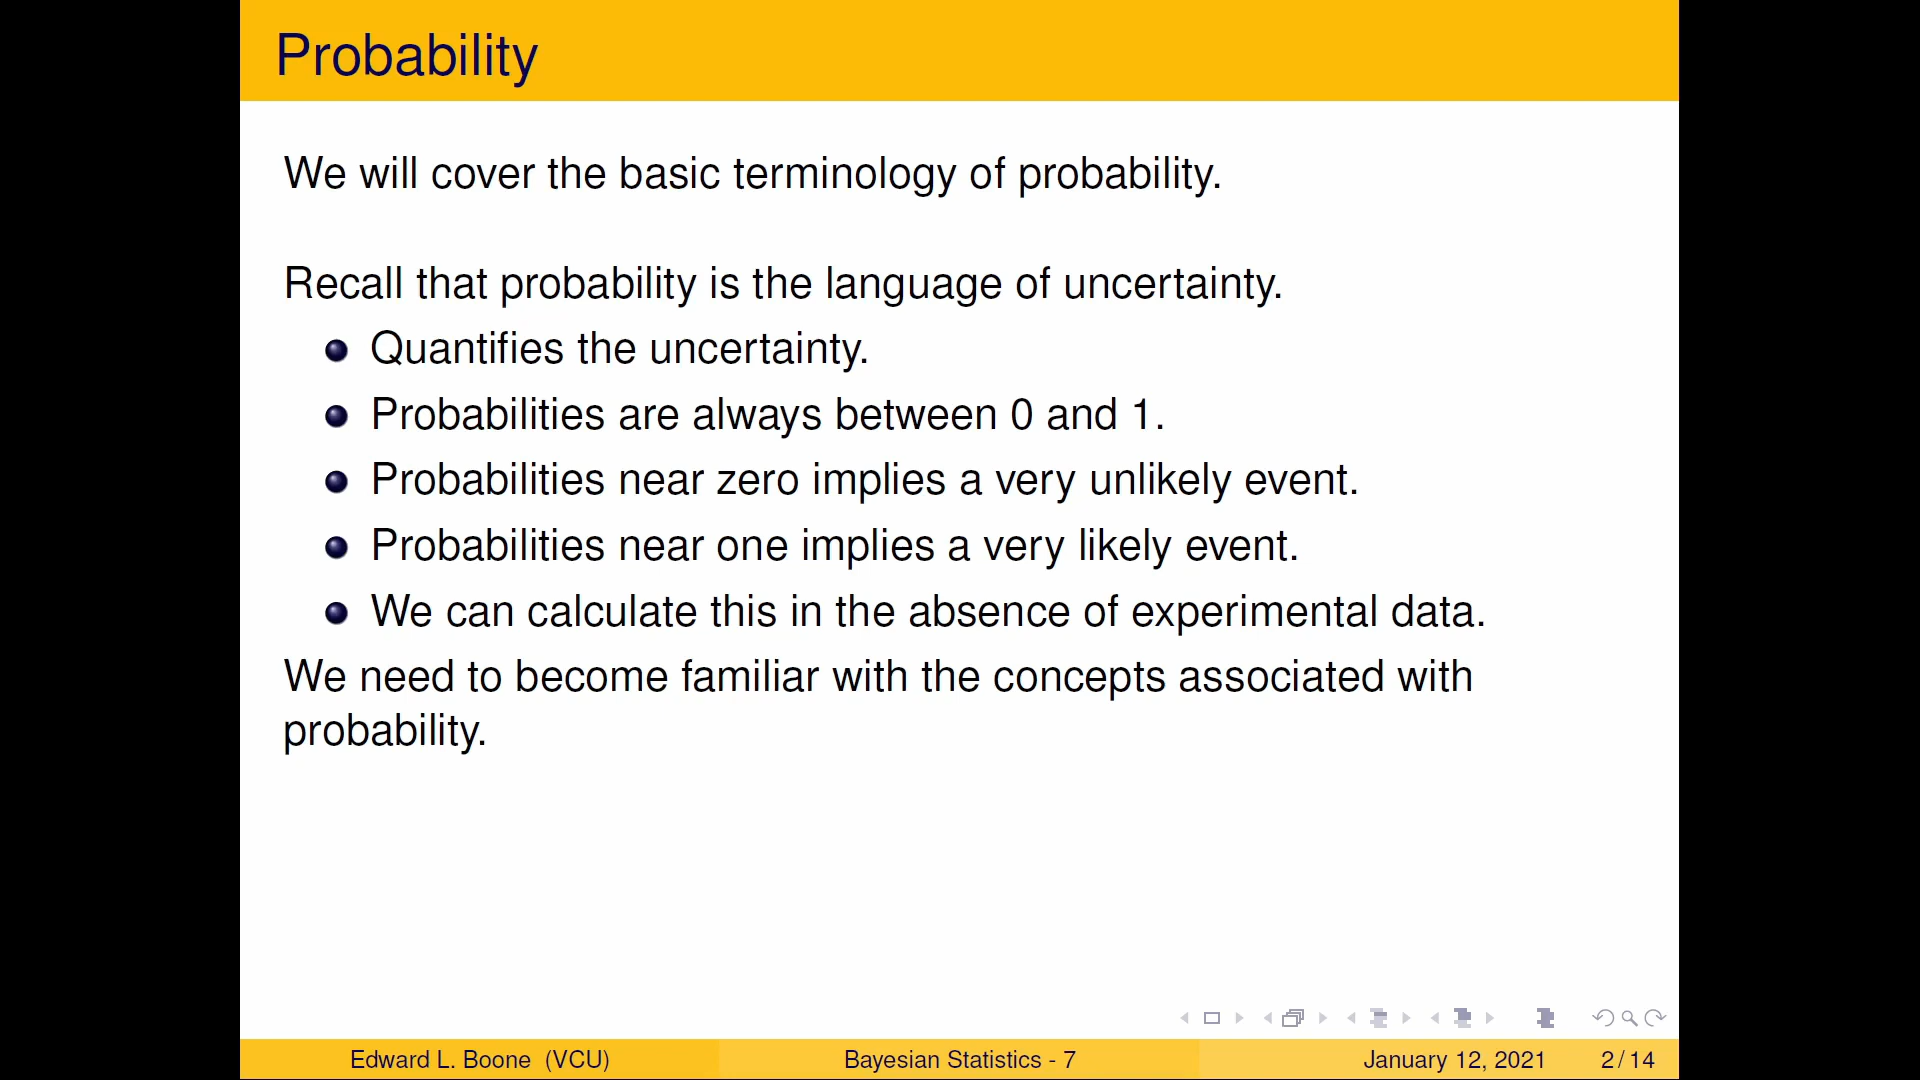 Probability
We will cover the basic terminology of probability.
Recall that probability is the language of uncertainty.
Quantifies the uncertainty.
Probabilities are always between 0 and 1.
Probabilities near zero implies a very unlikely event.
Probabilities near one implies a very likely event.
We can calculate this in the absence of experimental data.
We need to become familiar with the concepts associated with
probability.
Edward L. Boone (VCU) Bayesian Statistics - 7 January 12, 2021 2 / 14